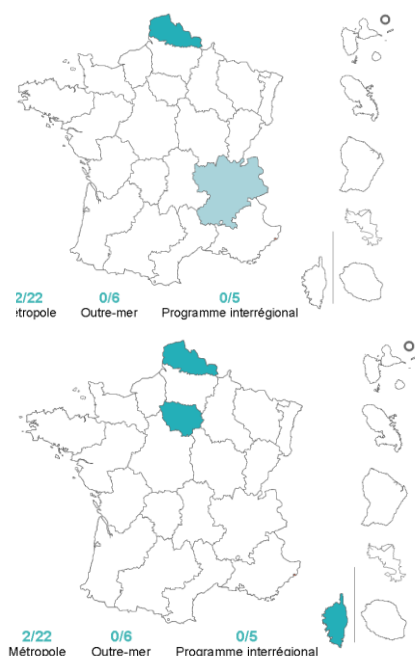 2/22 0/6 0/5
étropole Outre-mer Programme interrégional
2/22 0/6 0/5
Métropole Outre-mer Programme interrégional